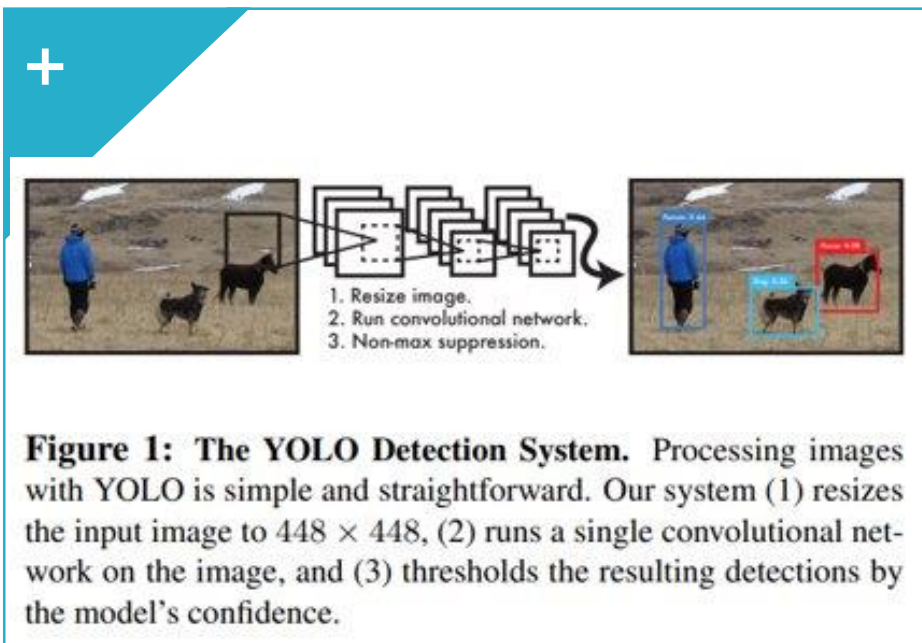 +
1. Resize image.
2. Run convolutional network.
3. Non-max suppression.
Figure 1: The YOLO Detection System. Processing images
with YOLO is simple and straightforward. Our system (1) resizes
the input image to 448 × 448, (2) runs a single convolutional net-
work on the image, and (3) thresholds the resulting detections by
the model's confidence.